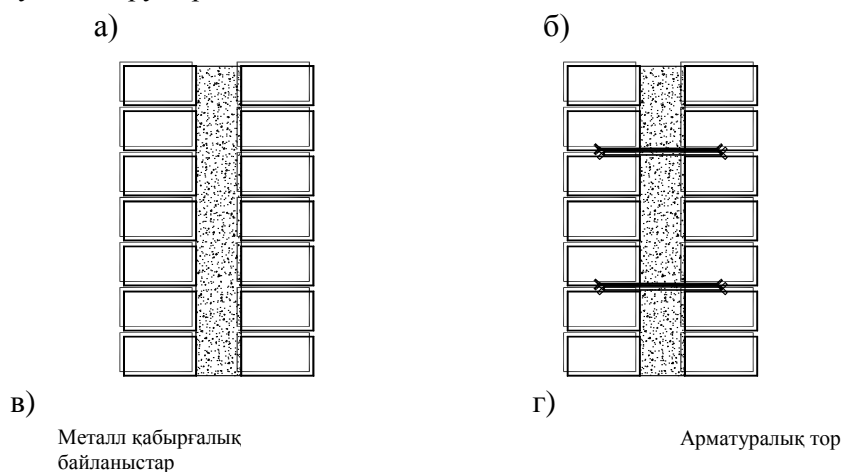 а) б)
в) г)
Металл қабырғалық
байланыстар
Арматуралық тор